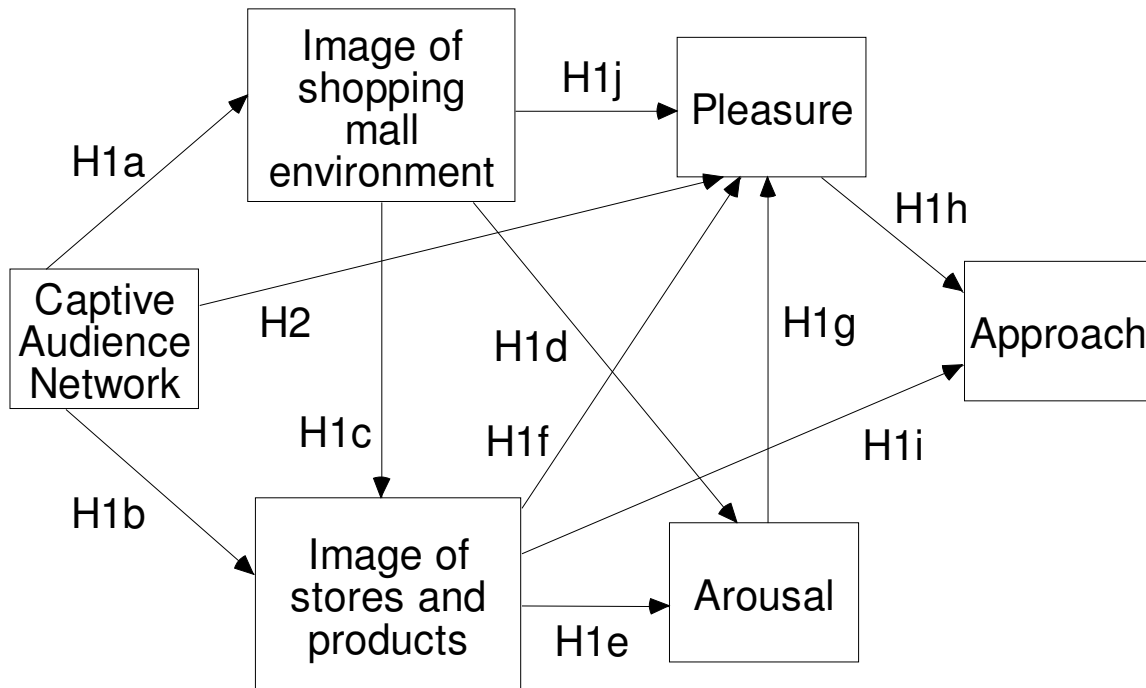 Image of
shopping
mall
environment
H1j
Pleasure
H1a
H1h
Captive
Audience
Network
H2
H1d
H1g
Approach
H1c
H1f
H1i
H1b
Image of
stores and
products
H1e
Arousal